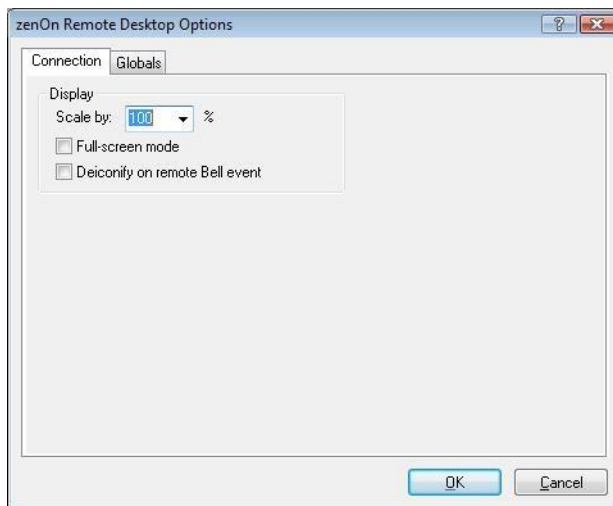 zenOn Remote Desktop Options
Connection Globals
Display
Scale by: 100 %
Full-screen mode
Deiconify on remote Bell event
OK Cancel